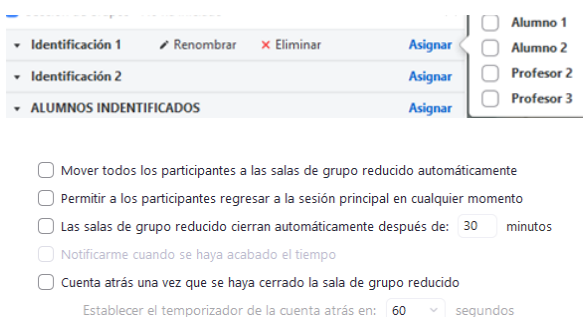 Alumno 1
Identificación 1 Renombrar Eliminar Asignar
Alumno 2
Identificación 2 Asignar
Profesor 2
ALUMNOS INDENTIFICADOS Asignar
Profesor 3
Mover todos los participantes a las salas de grupo reducido automáticamente
Permitir a los participantes regresar a la sesión principal en cualquier momento
Las salas de grupo reducido cierran automáticamente después de: 30 minutos
Notificarme cuando se haya acabado el tiempo
Cuenta atrás una vez que se haya cerrado la sala de grupo reducido
Establecer el temporizador de la cuenta atrás en: 60 segundos